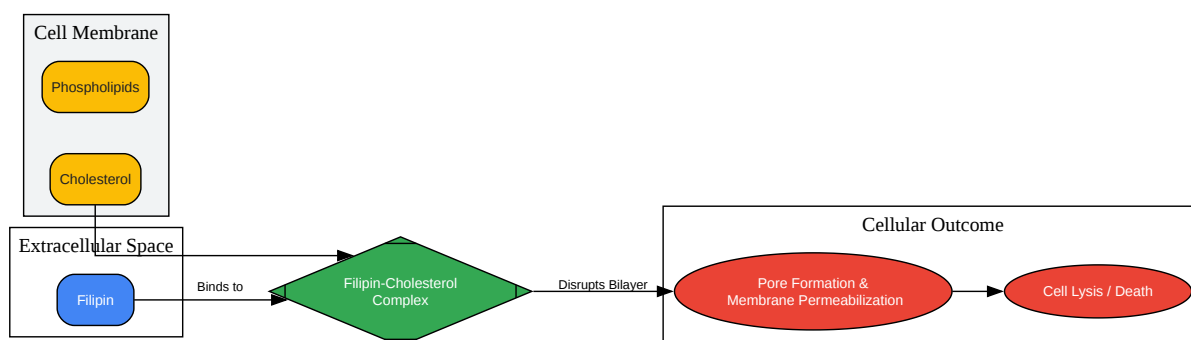 Cell Membrane
Phospholipids
Cholesterol
Extracellular Space
Filipin
Binds to
Filipin-Cholesterol
Complex
Disrupts Bilayer
Cellular Outcome
Pore Formation &
Membrane Permeabilization
Cell Lysis / Death